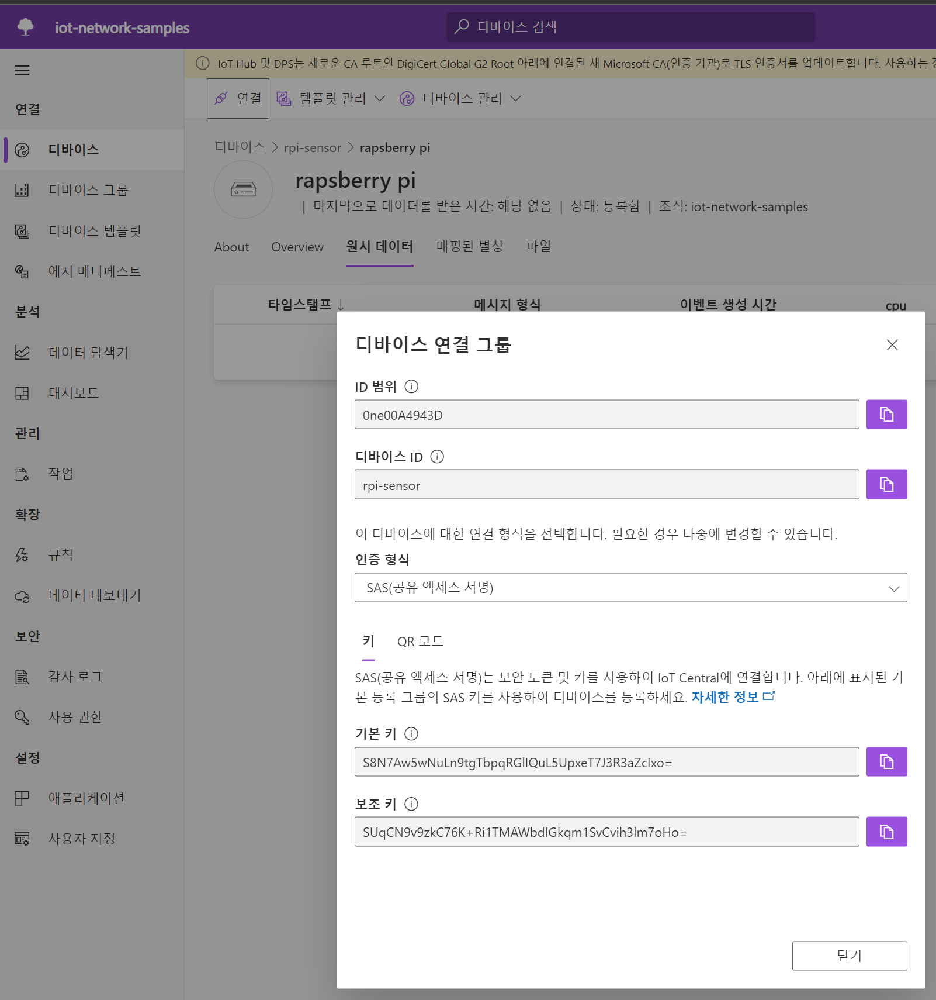 iot-network-samples
디바이스 검색
IoT Hub 및 DPS는 새로운 CA 루트인 DigiCert Global G2 Root 아래에 연결된 새 Microsoft CA(인증 기관)로 TLS 인증서를 업데이트합니다. 사용하는
연결
템플릿 관리
디바이스 관리
연결
디바이스
디바이스 그룹
디바이스 템플릿
에지 매니페스트
분석
데이터 탐색기
대시보드
관리
작업
확장
규칙
데이터 내보내기
보안
감사 로그
사용 권한
설정
애플리케이션
사용자 지정
디바이스 > rpi-sensor > rapsberry pi
rapsberry pi
| 마지막으로 데이터를 받은 시간: 해당 없음 | 상태: 등록함 | 조직: iot-network-samples
About Overview 원시 데이터 매핑된 별칭 파일
타임스탬프 ↓ 메시지 형식 이벤트 생성 시간 cpu
디바이스 연결 그룹
ID 범위
0ne00A4943D
디바이스 ID
rpi-sensor
이 디바이스에 대한 연결 형식을 선택합니다. 필요한 경우 나중에 변경할 수 있습니다.
인증 형식
SAS(공유 액세스 서명)
키 QR 코드
SAS(공유 액세스 서명)는 보안 토큰 및 키를 사용하여 IoT Central에 연결합니다. 아래에 표시된 기
본 등록 그룹의 SAS 키를 사용하여 디바이스를 등록하세요. 자세한 정보
기본 키
S8N7Aw5wNuLn9tgTbpqRGlIQuL5UpxeT7J3R3aZcIxo=
보조 키
SUqCN9v9zkC76K+Ri1TMAWbdIGkqm1SvCvih3lm7oHo=
닫기